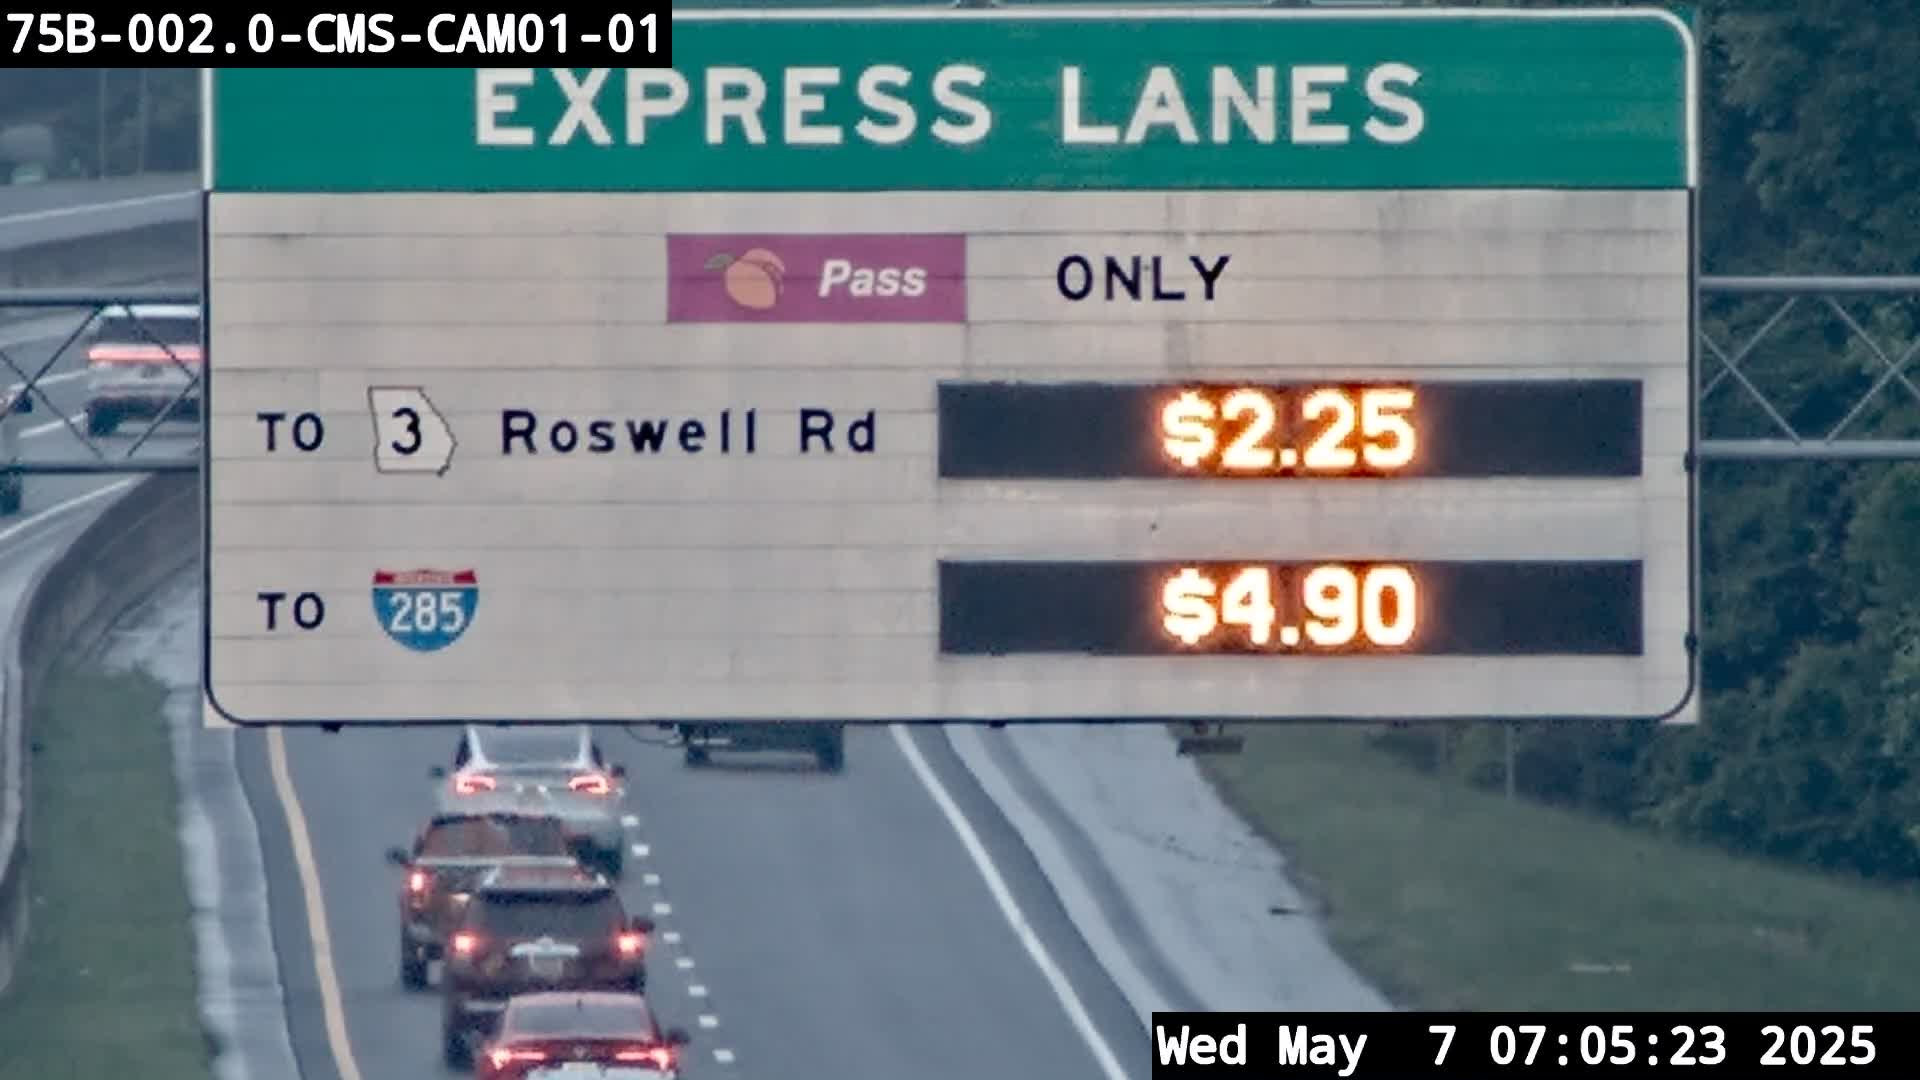 75B-002.0-CMS-CAM01-01
EXPRESS LANES
Pass ONLY
TO 3 Roswell Rd $2.25
TO 285 $4.90
Wed May 7 07:05:23 2025